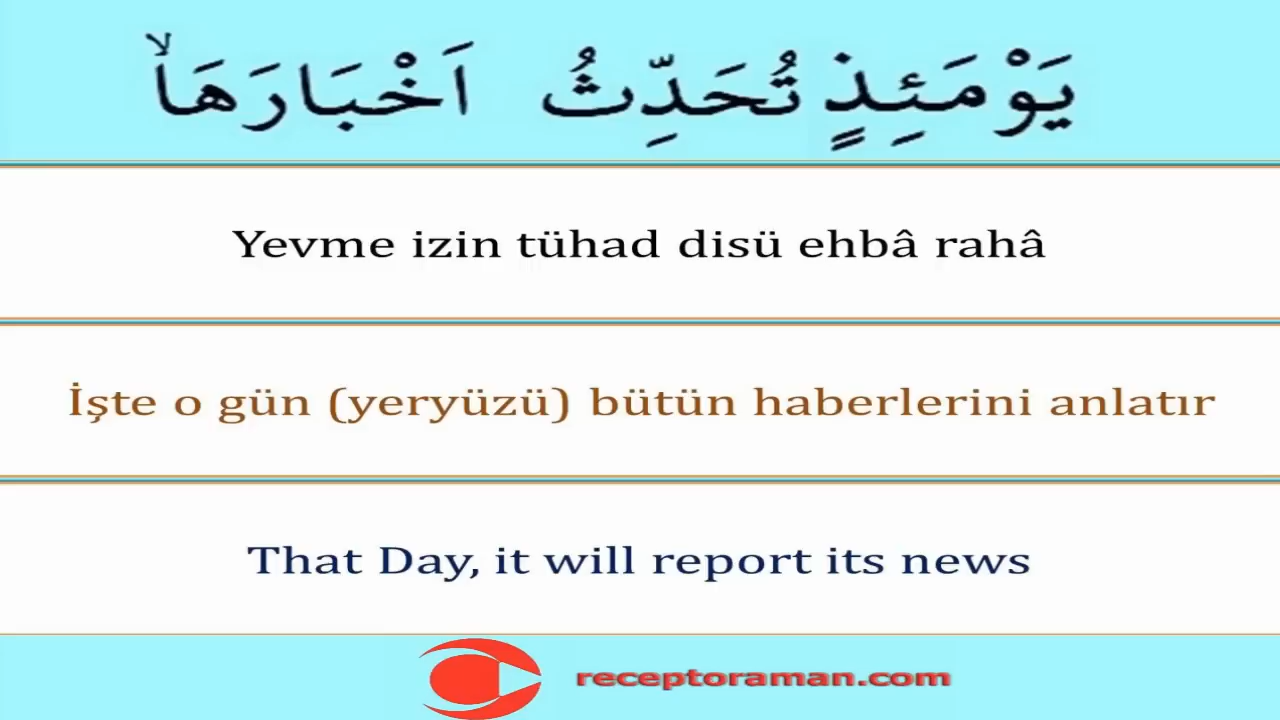 يَوْمَئِذٍ تُحَدِّثُ اَخْبَارَهَاۙ
Yevme izin tühad disü ehbâ rahâ
İşte o gün (yeryüzü) bütün haberlerini anlatır
That Day, it will report its news
receptoraman.com